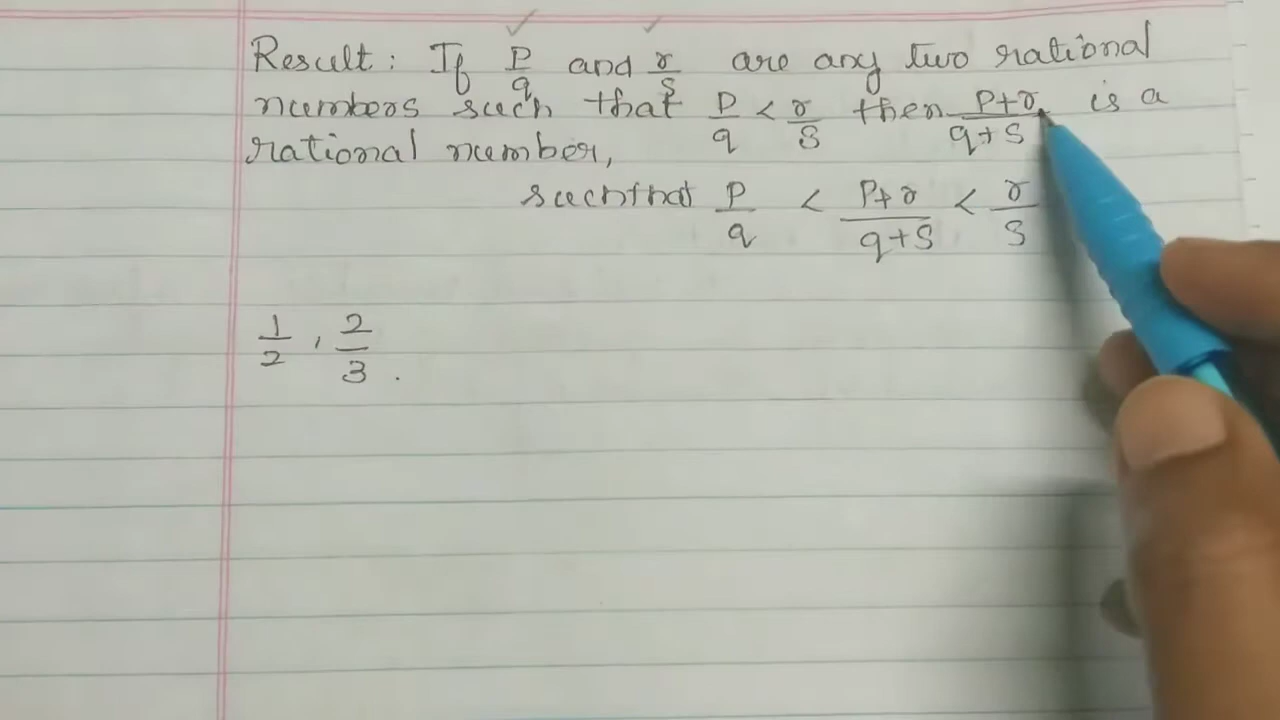 Result: If P/q and r/s are any two rational
numbers such that P/q < r/s then P+r/q+s is a
rational number,
such that P/q < P+r/q+s < r/s
1/2 , 2/3 .